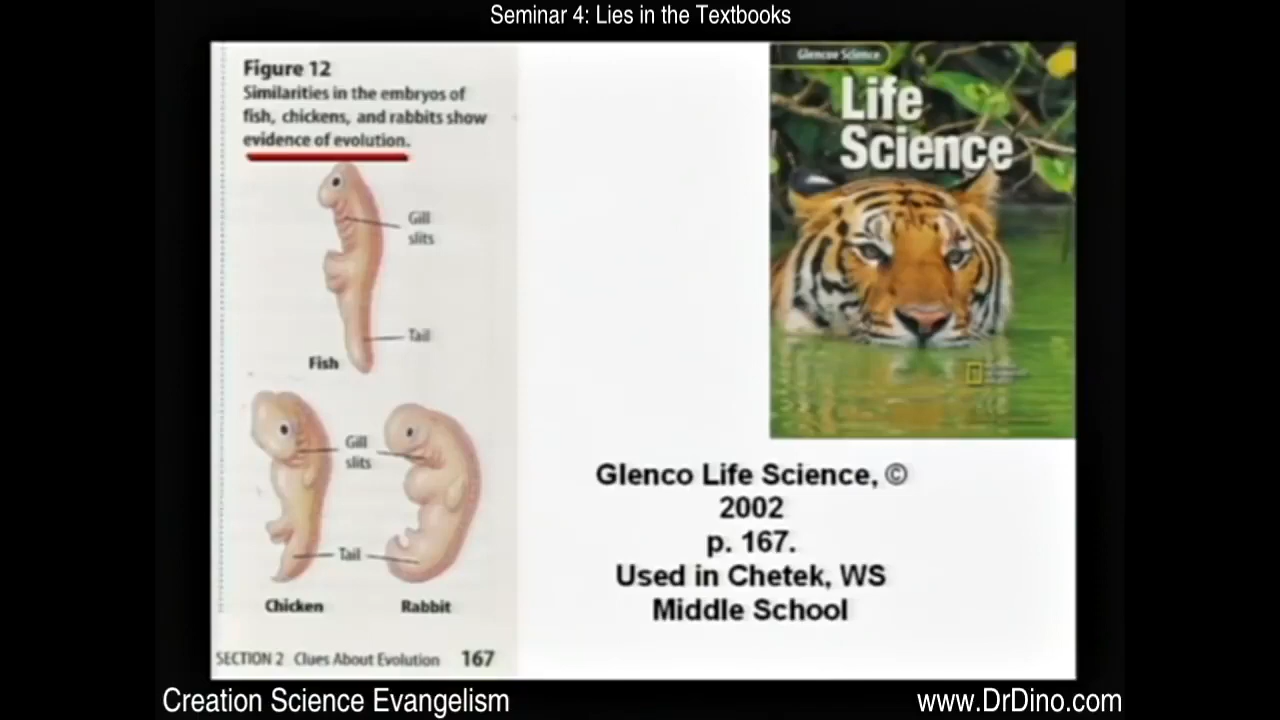 Seminar 4: Lies in the Textbooks
Figure 12
Similarities in the embryos of
fish, chickens, and rabbits show
evidence of evolution.
Gill
slits
Tail
Fish
Gill
slits
Tail
Chicken
Rabbit
SECTION 2 Clues About Evolution 167
Glencoe Science
Life
Science
Glenco Life Science, ©
2002
p. 167.
Used in Chetek, WS
Middle School
Creation Science Evangelism
www.DrDino.com